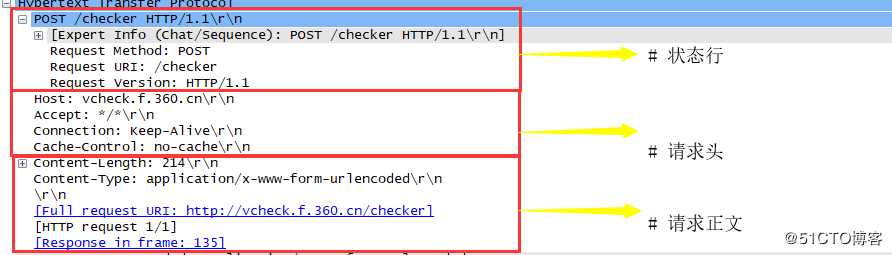 Hypertext Transfer Protocol
POST /checker HTTP/1.1\r\n
[Expert Info (Chat/Sequence): POST /checker HTTP/1.1\r\n]
Request Method: POST
Request URI: /checker
Request Version: HTTP/1.1
# 状态行
Host: vcheck.f.360.cn\r\n
Accept: */*\r\n
Connection: Keep-Alive\r\n
Cache-Control: no-cache\r\n
# 请求头
Content-Length: 214\r\n
Content-Type: application/x-www-form-urlencoded\r\n
\r\n
[Full request URI: http://vcheck.f.360.cn/checker]
[HTTP request 1/1]
[Response in frame: 135]
# 请求正文
@51CTO博客